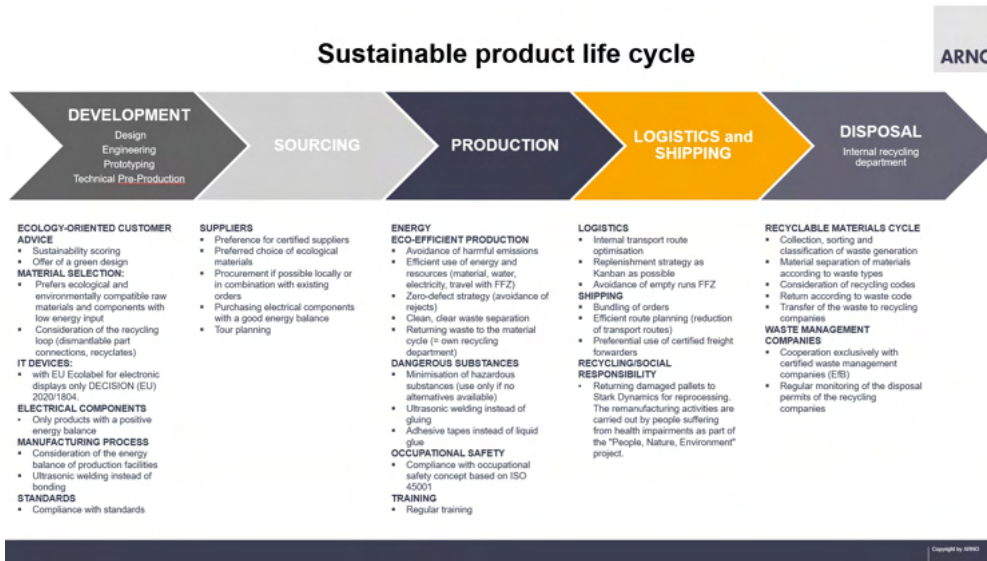 Sustainable product life cycle
ARNO
DEVELOPMENT
Design
Engineering
Prototyping
Technical Pre-Production
SOURCING
PRODUCTION
LOGISTICS and
SHIPPING
DISPOSAL
Internal recycling
department
ECOLOGY-ORIENTED CUSTOMER
ADVICE
▪ Sustainability scoring
▪ Offer of a green design
MATERIAL SELECTION:
▪ Prefers ecological and
environmentally compatible raw
materials and components with
low energy input
▪ Consideration of the recycling
loop (dismantlable part
connections, recyclates)
IT DEVICES:
▪ with EU Ecolabel for electronic
displays only DECISION (EU)
2020/1804.
ELECTRICAL COMPONENTS
• Only products with a positive
energy balance
MANUFACTURING PROCESS
▪ Consideration of the energy
balance of production facilities
▪ Ultrasonic welding instead of
bonding
STANDARDS
▪ Compliance with standards
SUPPLIERS
▪ Preference for certified suppliers
▪ Preferred choice of ecological
materials
▪ Procurement if possible locally or
in combination with existing
orders
▪ Purchasing electrical components
with a good energy balance
▪ Tour planning
ENERGY
ECO-EFFICIENT PRODUCTION
▪ Avoidance of harmful emissions
▪ Efficient use of energy and
resources (material, water,
electricity, travel with FFZ)
▪ Zero-defect strategy (avoidance of
rejects)
▪ Clean, clear waste separation
▪ Returning waste to the material
cycle (= own recycling
department)
DANGEROUS SUBSTANCES
▪ Minimisation of hazardous
substances (use only if no
alternatives available)
▪ Ultrasonic welding instead of
gluing
▪ Adhesive tapes instead of liquid
glue
OCCUPATIONAL SAFETY
▪ Compliance with occupational
safety concept based on ISO
45001
TRAINING
▪ Regular training
LOGISTICS
▪ Internal transport route
optimisation
▪ Replenishment strategy as
Kanban as possible
▪ Avoidance of empty runs FFZ
SHIPPING
▪ Bundling of orders
▪ Efficient route planning (reduction
of transport routes)
▪ Preferential use of certified freight
forwarders
RECYCLING/SOCIAL
RESPONSIBILITY
• Returning damaged pallets to
Stark Dynamics for reprocessing.
The remanufacturing activities are
carried out by people suffering
from health impairments as part of
the "People, Nature, Environment"
project.
RECYCLABLE MATERIALS CYCLE
▪ Collection, sorting and
classification of waste generation
▪ Material separation of materials
according to waste types
▪ Consideration of recycling codes
▪ Return according to waste code
▪ Transfer of the waste to recycling
companies
WASTE MANAGEMENT
COMPANIES
▪ Cooperation exclusively with
certified waste management
companies (EfB)
▪ Regular monitoring of the disposal
permits of the recycling
companies
Copyright by ARNO